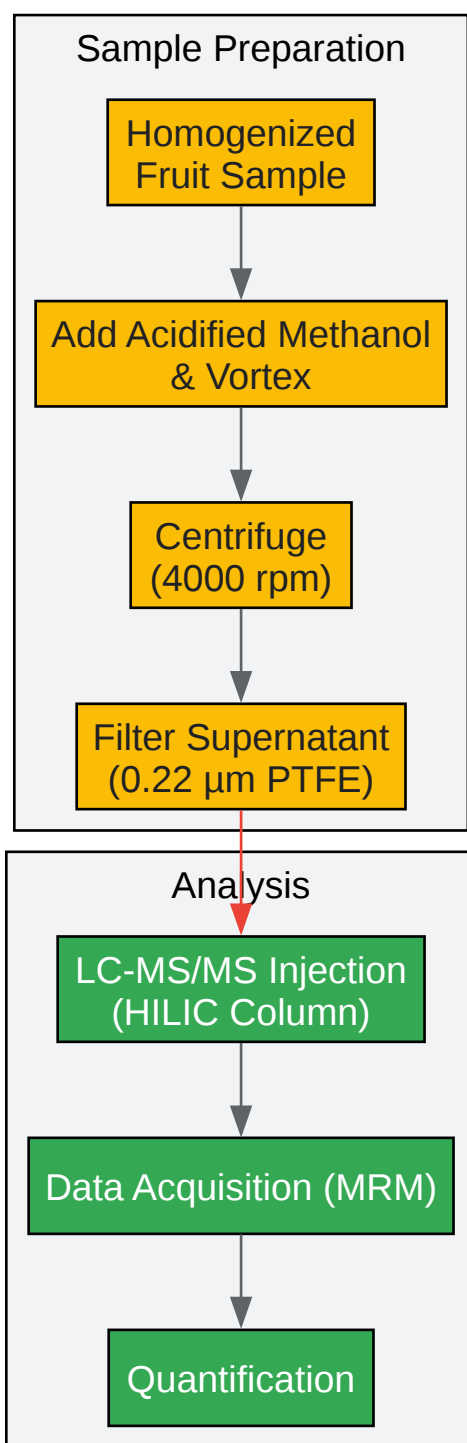 Sample Preparation
Homogenized
Fruit Sample
Add Acidified Methanol
& Vortex
Centrifuge
(4000 rpm)
Filter Supernatant
(0.22 µm PTFE)
Analysis
LC-MS/MS Injection
(HILIC Column)
Data Acquisition (MRM)
Quantification